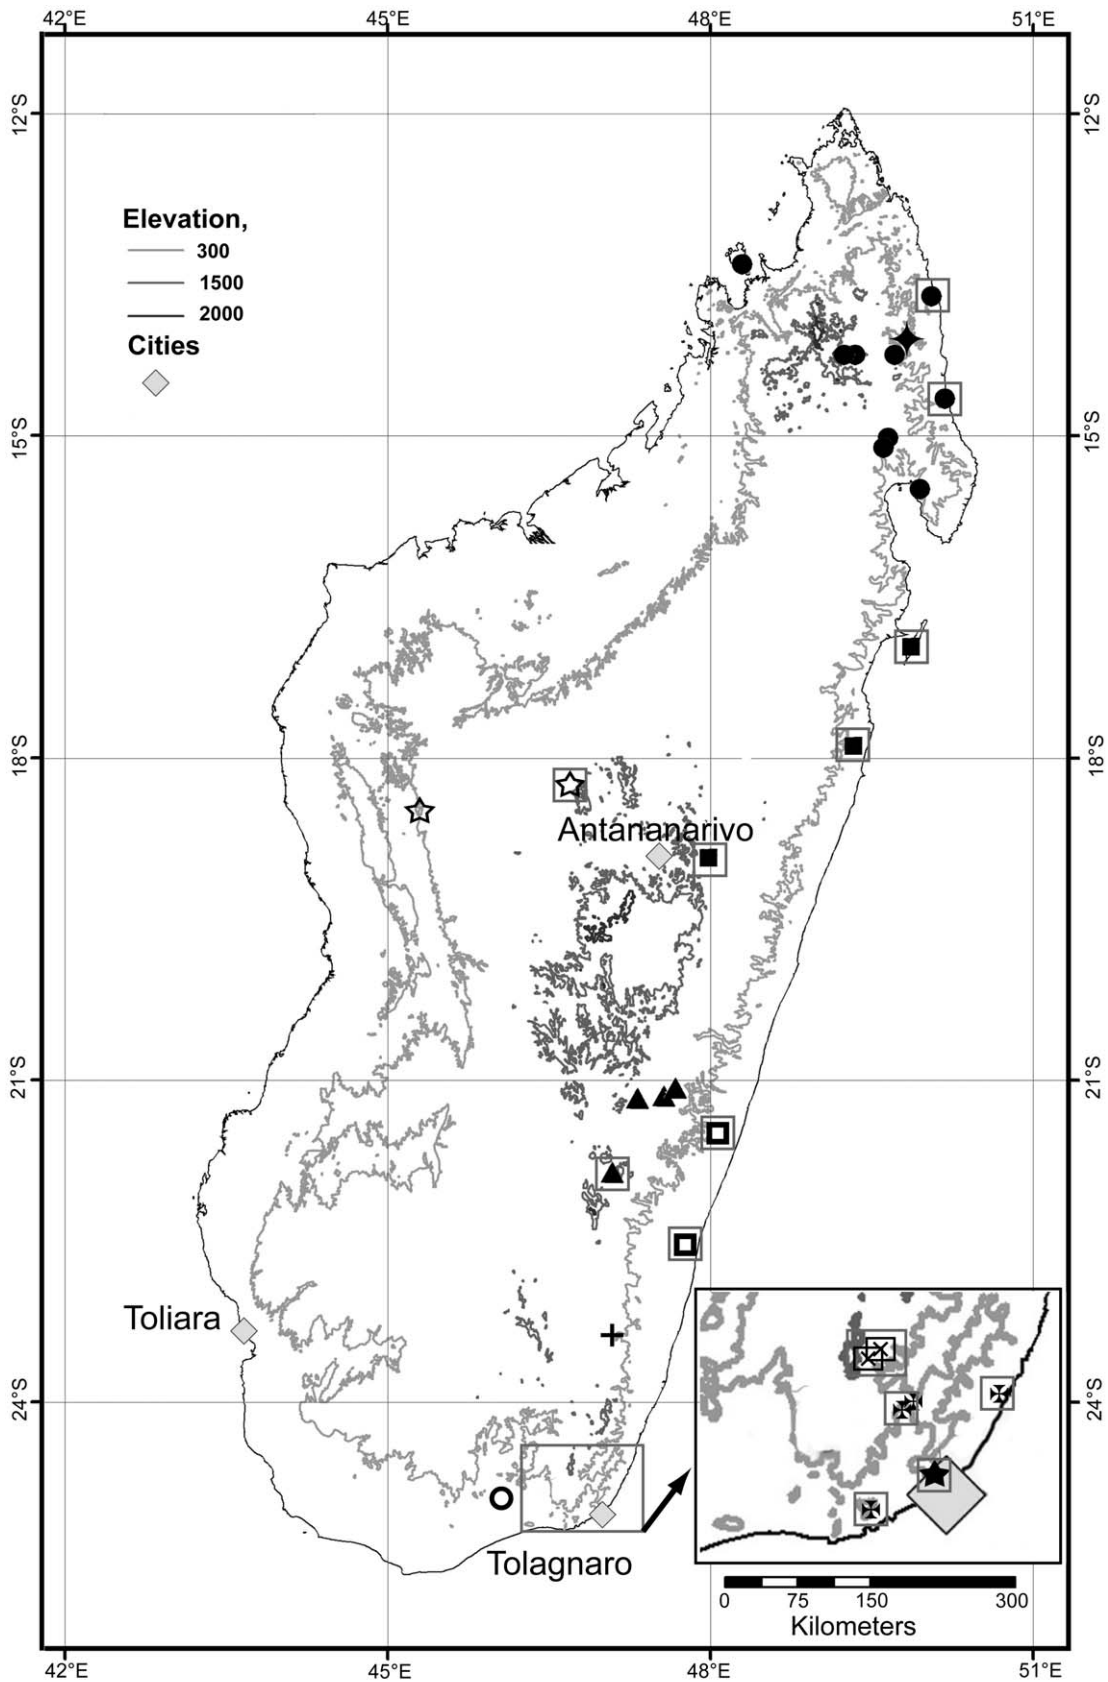 42°E 45°E 48°E 51°E
12°S 12°S
Elevation,
300
1500
2000
Cities
15°S 15°S
18°S 18°S
Antananarivo
21°S 21°S
Toliara
24°S 24°S
Tolagnaro
0 75 150 300
Kilometers
42°E 45°E 48°E 51°E